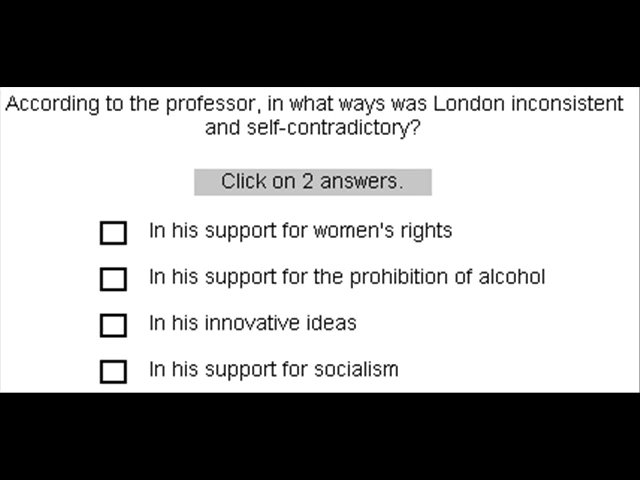 According to the professor, in what ways was London inconsistent
and self-contradictory?
Click on 2 answers.
In his support for women's rights
In his support for the prohibition of alcohol
In his innovative ideas
In his support for socialism